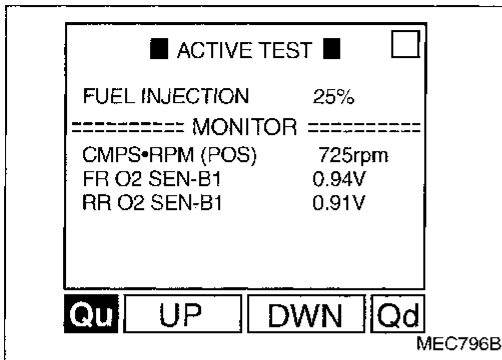 ■ ACTIVE TEST ■
FUEL INJECTION 25%
========= MONITOR ==========
CMPS•RPM (POS) 725rpm
FR O2 SEN-B1 0.94V
RR O2 SEN-B1 0.91V
Qu UP DWN Qd
MEC796B